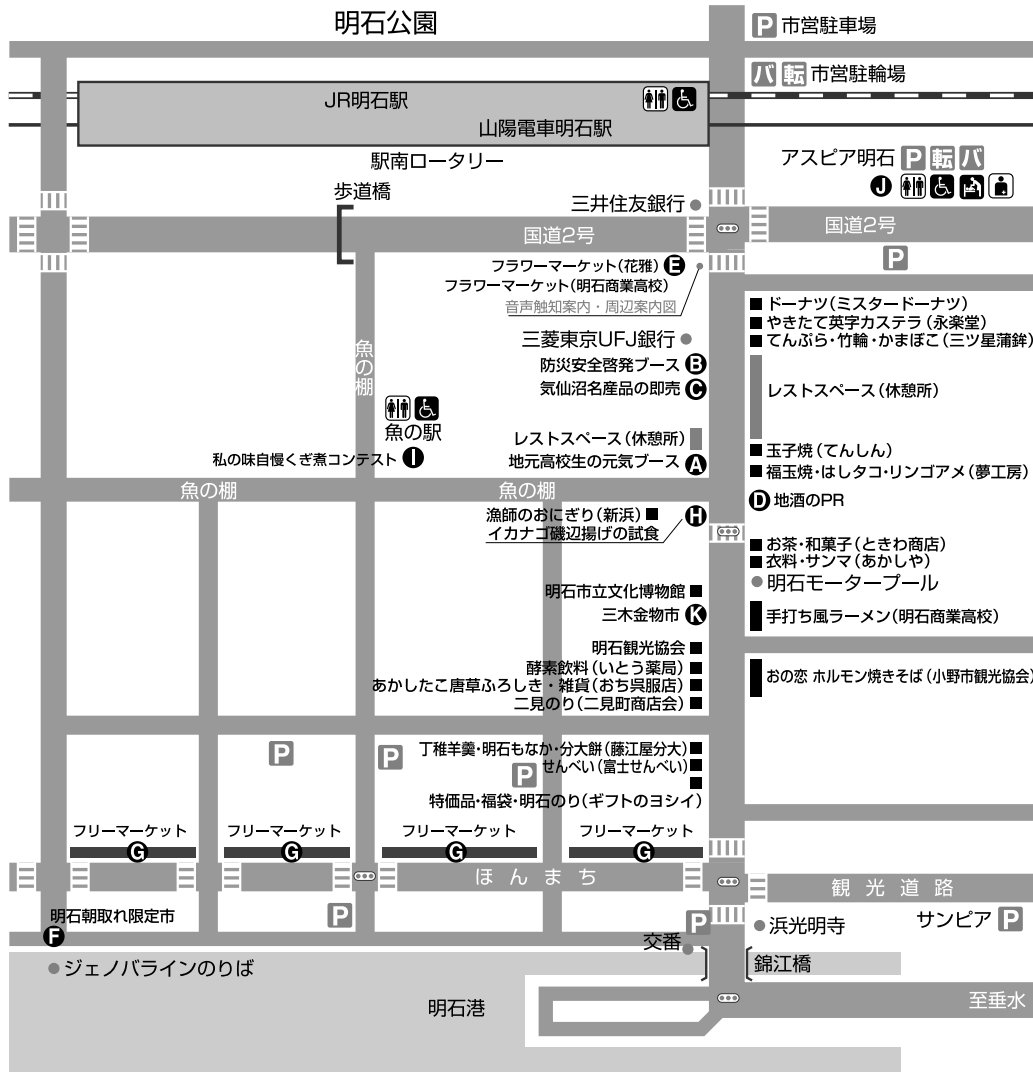 明石公園
P 市営駐車場
バ 転 市営駐輪場
JR明石駅
山陽電車明石駅
駅南ロータリー
アスピア明石 P 転 バ
J
歩道橋
三井住友銀行
国道2号
国道2号
P
フラワーマーケット(花雅) E
フラワーマーケット(明石商業高校)
音声触知案内・周辺案内図
三菱東京UFJ銀行
防災安全啓発ブース B
気仙沼名産品の即売 C
魚の棚
ドーナツ(ミスタードーナツ)
やきたて英字カステラ(永楽堂)
てんぷら・竹輪・かまぼこ(三ツ星蒲鉾)
レストスペース(休憩所)
魚の駅
私の味自慢くぎ煮コンテスト I
レストスペース(休憩所)
地元高校生の元気ブース A
玉子焼(てんしん)
福玉焼・はしタコ・リンゴアメ(夢工房)
魚の棚
魚の棚
D 地酒のPR
漁師のおにぎり(新浜)
イカナゴ磯辺揚げの試食
H
お茶・和菓子(ときわ商店)
衣料・サンマ(あかしや)
明石モータープール
手打ち風ラーメン(明石商業高校)
明石市立文化博物館
三木金物市 K
明石観光協会
酵素飲料(いとう薬局)
あかしたこ唐草ふろしき・雑貨(おち呉服店)
二見のり(二見町商店会)
おの恋 ホルモン焼きそば(小野市観光協会)
P
P
P
丁稚羊羹・明石もなか・分大餅(藤江屋分大)
せんべい(富士せんべい)
特価品・福袋・明石のり(ギフトのヨシイ)
フリーマーケット
G
フリーマーケット
G
フリーマーケット
G
フリーマーケット
G
ほんまち
観光道路
明石朝取れ限定市
F
P
P
浜光明寺
サンピア P
交番
錦江橋
ジェノバラインのりば
明石港
至垂水